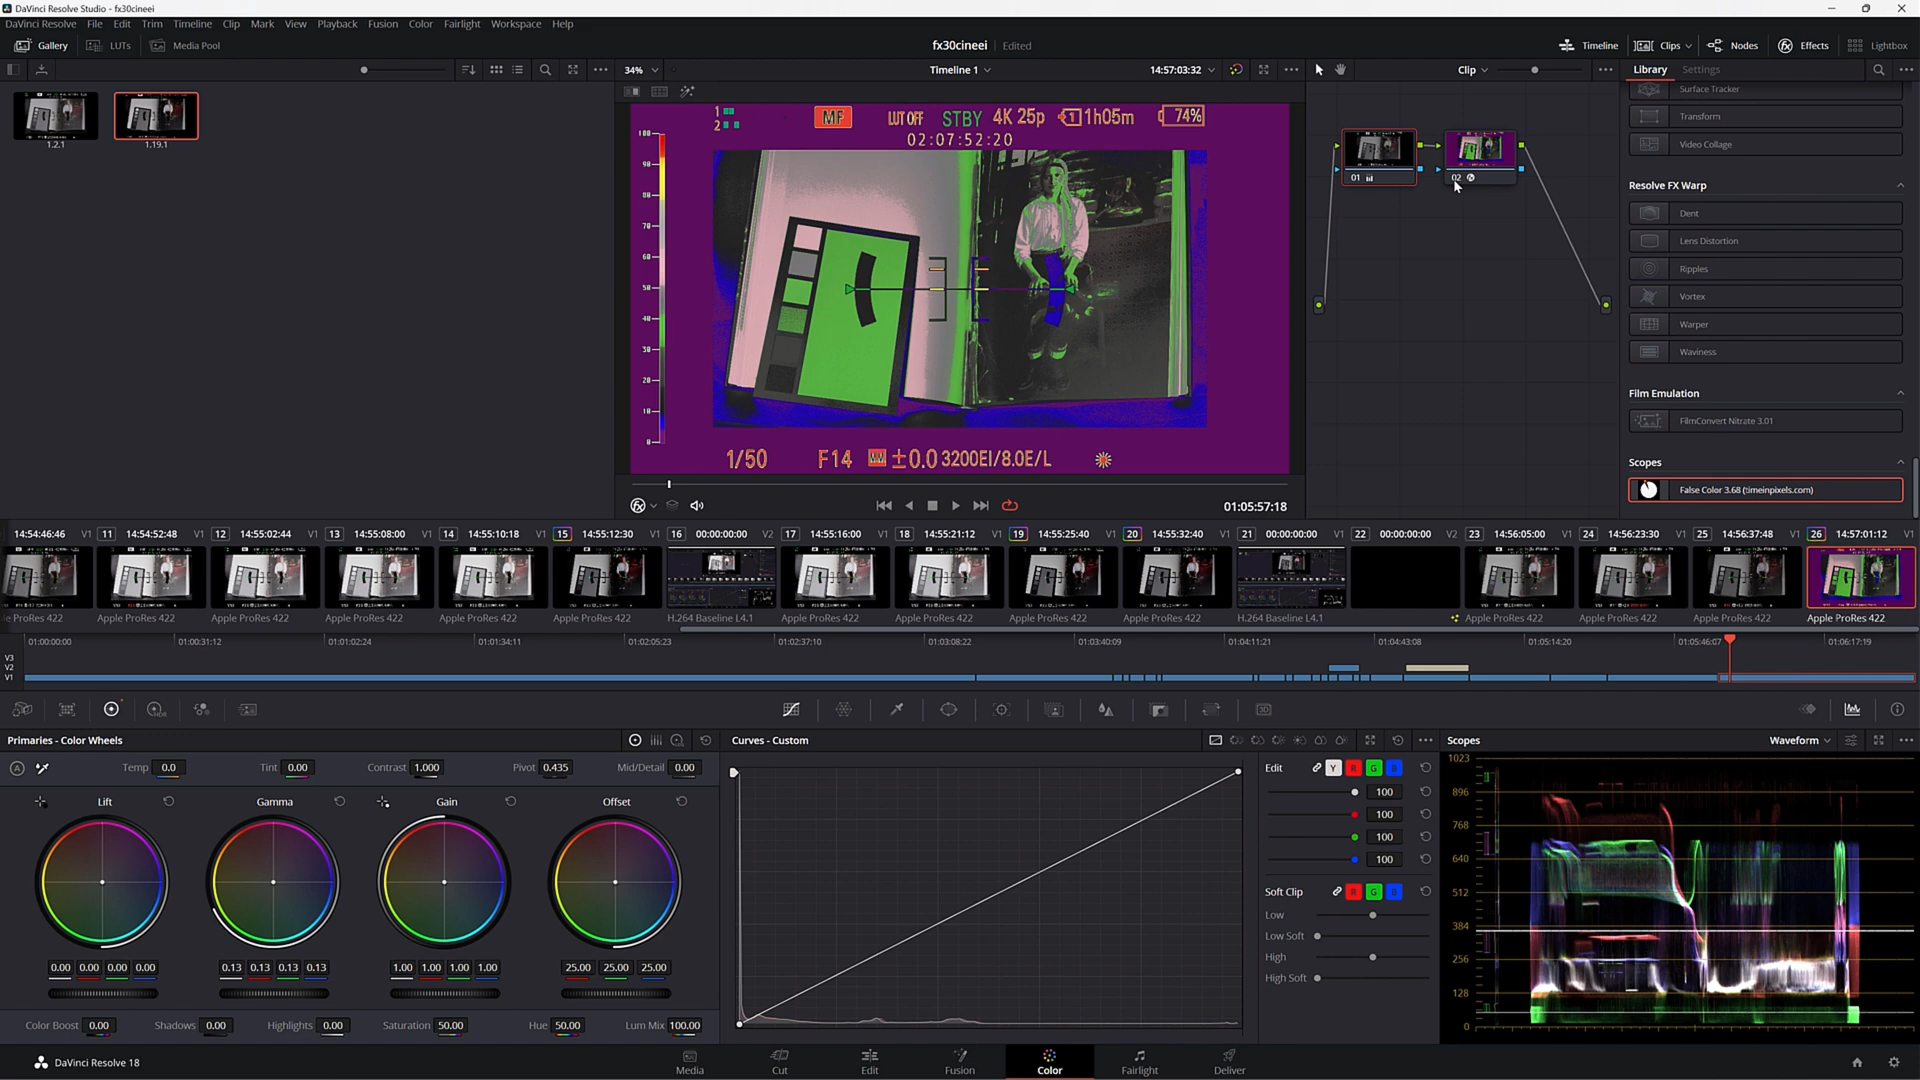 DaVinci Resolve Studio - fx30cineei
DaVinci Resolve File Edit Trim Timeline Clip Mark View Playback Fusion Color Fairlight Workspace Help
Gallery LUTs Media Pool fx30cineei Edited Timeline Clips Nodes Effects Lightbox
34% Timeline 1 14:57:03:32 Clip Library Settings
1.2.1 1.19.1
1 2 MF LUT OFF STBY 4K 25p 1 1h05m 74%
02:07:52:20
100
90
80
70
60
50
40
30
20
10
0
1/50 F14 ±0.0 3200EI/8.0E/L
01:05:57:18
01 02
Surface Tracker
Transform
Video Collage
Resolve FX Warp
Dent
Lens Distortion
Ripples
Vortex
Warper
Waviness
Film Emulation
FilmConvert Nitrate 3.01
Scopes
False Color 3.68 (timeinpixels.com)
14:54:46:46 V1 11 14:54:52:48 V1 12 14:55:02:44 V1 13 14:55:08:00 V1 14 14:55:10:18 V1 15 14:55:12:30 V1 16 00:00:00:00 V2 17 14:55:16:00 V1 18 14:55:21:12 V1 19 14:55:25:40 V1 20 14:55:32:40 V1 21 00:00:00:00 V1 22 00:00:00:00 V2 23 14:56:05:00 V1 24 14:56:23:30 V1 25 14:56:37:48 V1 26 14:57:01:12 V1
le ProRes 422 Apple ProRes 422 Apple ProRes 422 Apple ProRes 422 Apple ProRes 422 Apple ProRes 422 H.264 Baseline L4.1 Apple ProRes 422 Apple ProRes 422 Apple ProRes 422 Apple ProRes 422 H.264 Baseline L4.1 Apple ProRes 422 Apple ProRes 422 Apple ProRes 422 Apple ProRes 422
01:00:00:00 01:00:31:12 01:01:02:24 01:01:34:11 01:02:05:23 01:02:37:10 01:03:08:22 01:03:40:09 01:04:11:21 01:04:43:08 01:05:14:20 01:05:46:07 01:06:17:19
V3
V2
V1
Primaries - Color Wheels Curves - Custom Scopes Waveform
A Temp 0.0 Tint 0.00 Contrast 1.000 Pivot 0.435 Mid/Detail 0.00
Lift Gamma Gain Offset
0.00 0.00 0.00 0.00 0.13 0.13 0.13 0.13 1.00 1.00 1.00 1.00 25.00 25.00 25.00
Color Boost 0.00 Shadows 0.00 Highlights 0.00 Saturation 50.00 Hue 50.00 Lum Mix 100.00
Edit Y R G B
100
100
100
100
Soft Clip R G B
Low
Low Soft
High
High Soft
1023
896
768
640
512
384
256
128
0
DaVinci Resolve 18 Media Cut Edit Fusion Color Fairlight Deliver